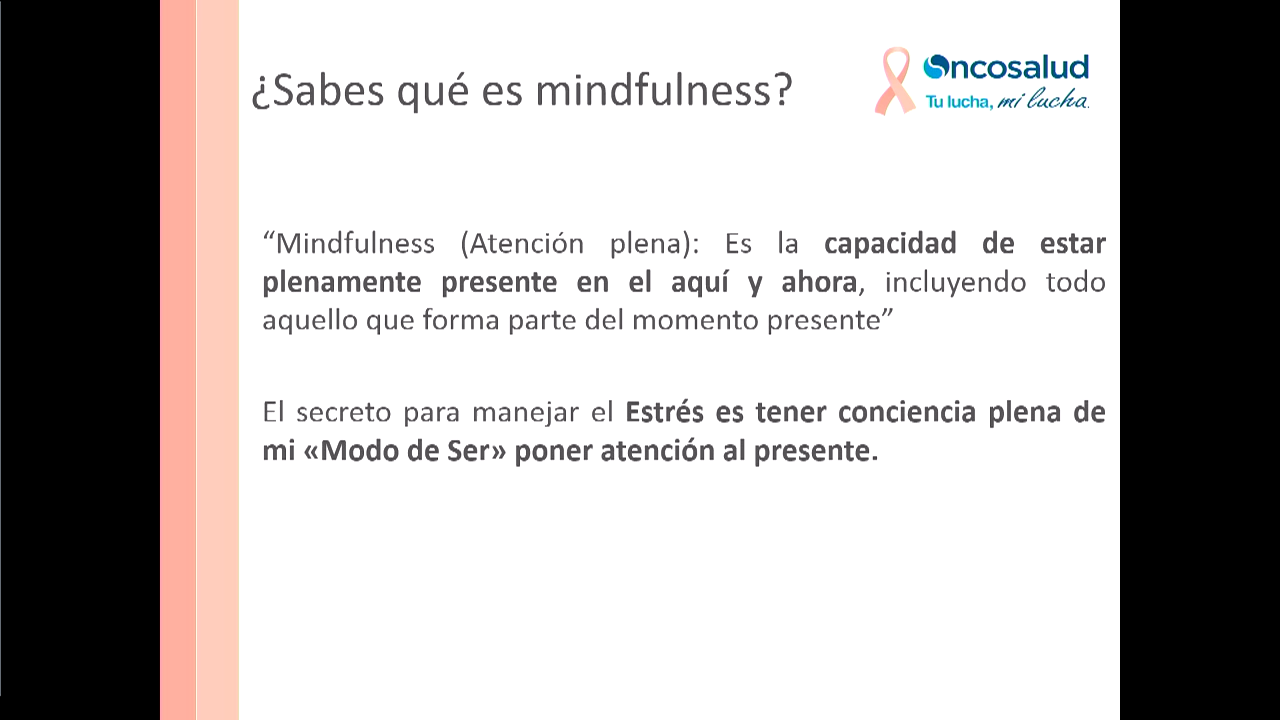 ¿Sabes qué es mindfulness?
Oncosalud
Tu lucha, mi lucha.
“Mindfulness (Atención plena): Es la capacidad de estar
plenamente presente en el aquí y ahora, incluyendo todo
aquello que forma parte del momento presente”
El secreto para manejar el Estrés es tener conciencia plena de
mi «Modo de Ser» poner atención al presente.